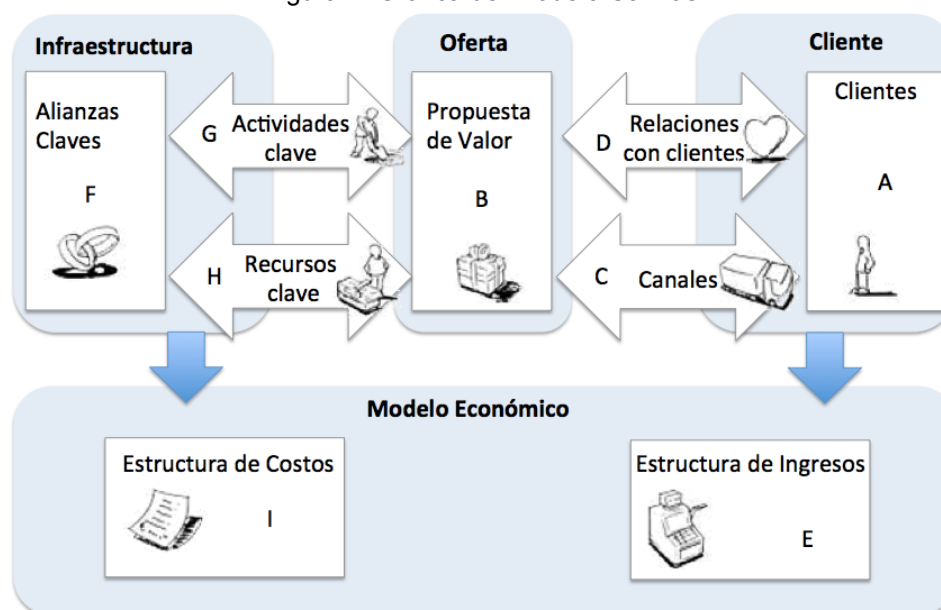 Infraestructura
Oferta
Cliente
Alianzas
Claves
F
G
Actividades
clave
Propuesta
de Valor
B
D
Relaciones
con clientes
Clientes
A
H
Recursos
clave
C
Canales
Modelo Económico
Estructura de Costos
I
Estructura de Ingresos
E